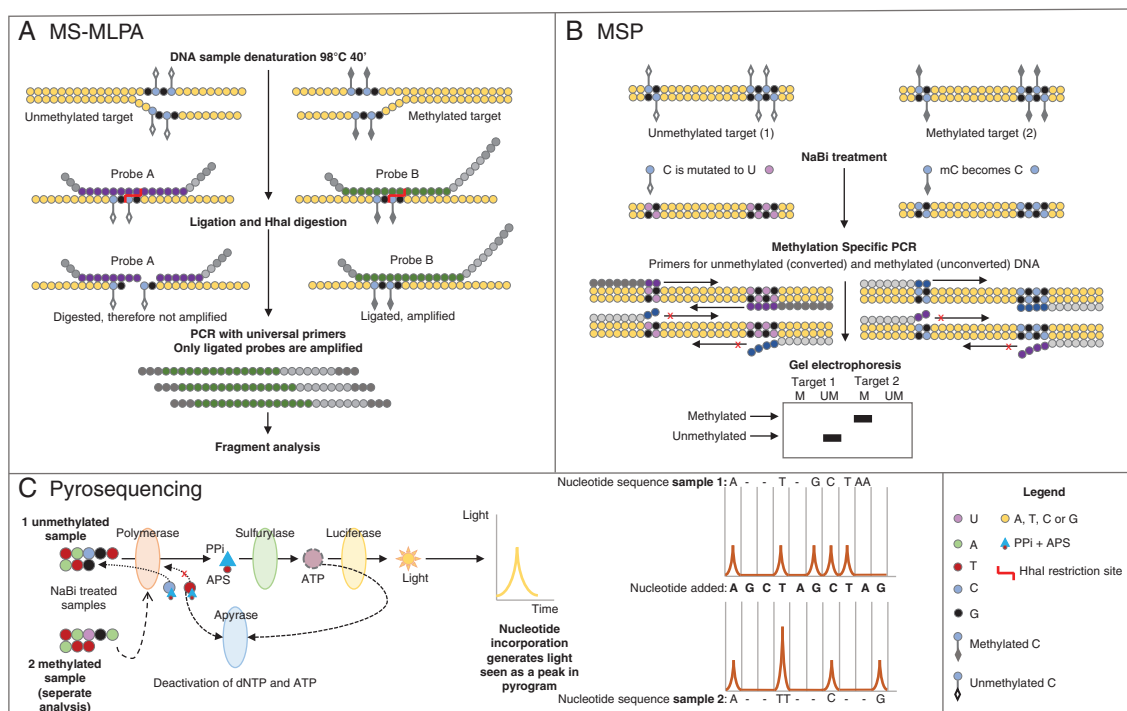 A MS-MLPA
DNA sample denaturation 98°C 40’
Unmethylated target
Methylated target
Probe A
Probe B
Ligation and HhaI digestion
Probe A
Probe B
Digested, therefore not amplified
Ligated, amplified
PCR with universal primers
Only ligated probes are amplified
Fragment analysis
B MSP
Unmethylated target (1)
Methylated target (2)
NaBi treatment
C is mutated to U
mC becomes C
Methylation Specific PCR
Primers for unmethylated (converted) and methylated (unconverted) DNA
x
x
x
x
Gel electrophoresis
Target 1 Target 2
M UM M UM
Methylated
Unmethylated
C Pyrosequencing
1 unmethylated
sample
Polymerase
Sulfurylase
Luciferase
PPi
APS
ATP
Light
x
NaBi treated
samples
Apyrase
2 methylated
sample
(seperate
analysis)
Deactivation of dNTP and ATP
Light
Time
Nucleotide
incorporation
generates light
seen as a peak in
pyrogram
Nucleotide sequence sample 1: A - - T - G C T AA
Nucleotide added: A G C T A G C T A G
Nucleotide sequence sample 2: A - - TT - - C - - G
Legend
U
A, T, C or G
A
PPi + APS
T
HhaI restriction site
C
G
Methylated C
Unmethylated C